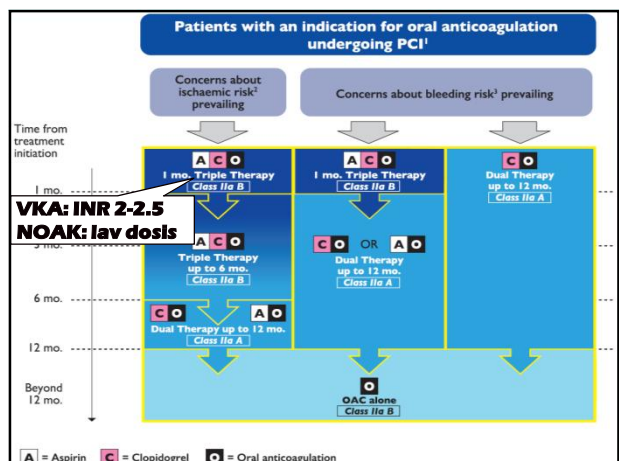 Patients with an indication for oral anticoagulation
undergoing PCI¹
Concerns about
ischaemic risk²
prevailing
Concerns about bleeding risk³ prevailing
Time from
treatment
initiation
A C O
1 mo. Triple Therapy
Class IIa B
A C O
1 mo. Triple Therapy
Class IIa B
C O
Dual Therapy
up to 12 mo.
Class IIa A
1 mo.
VKA: INR 2-2.5
NOAK: lav dosis
3 mo.
A C O
Triple Therapy
up to 6 mo.
Class IIa B
C O OR A O
Dual Therapy
up to 12 mo.
Class IIa A
6 mo.
C O A O
Dual Therapy up to 12 mo.
Class IIa A
12 mo.
Beyond
12 mo.
O
OAC alone
Class IIa B
A = Aspirin C = Clopidogrel O = Oral anticoagulation